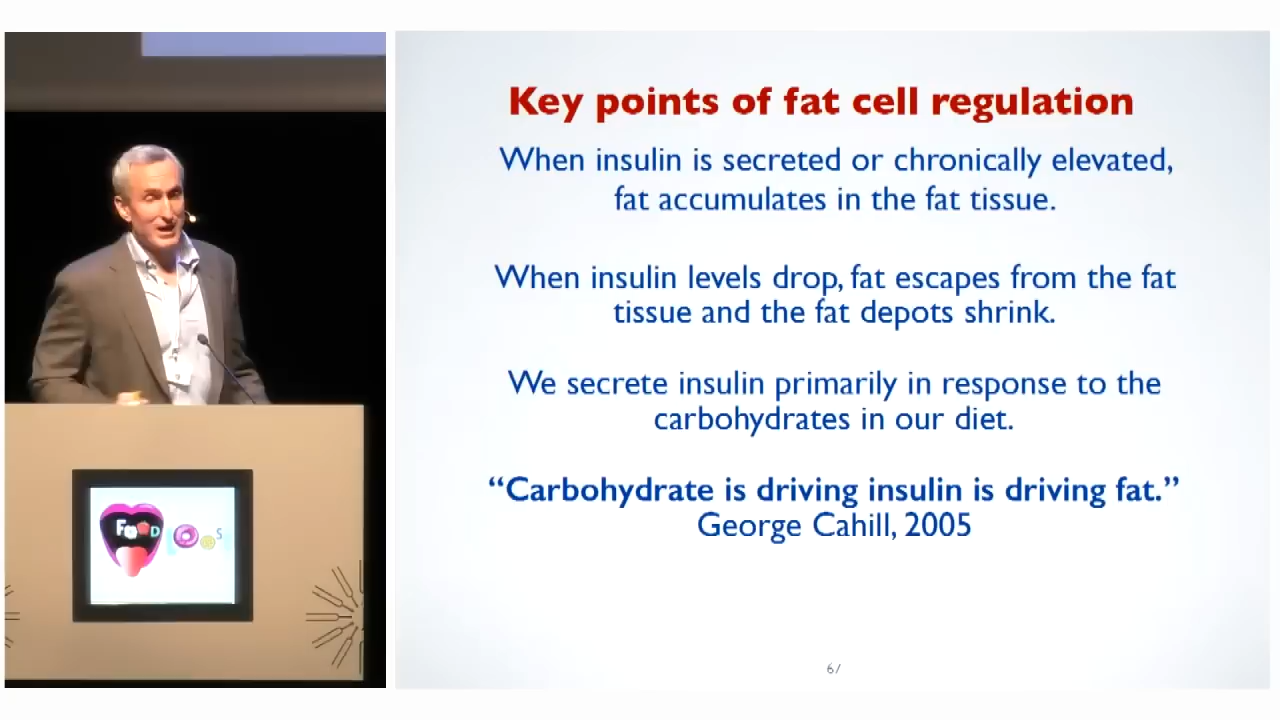 Key points of fat cell regulation
When insulin is secreted or chronically elevated,
fat accumulates in the fat tissue.
When insulin levels drop, fat escapes from the fat
tissue and the fat depots shrink.
We secrete insulin primarily in response to the
carbohydrates in our diet.
“Carbohydrate is driving insulin is driving fat.”
George Cahill, 2005
67
FOOD